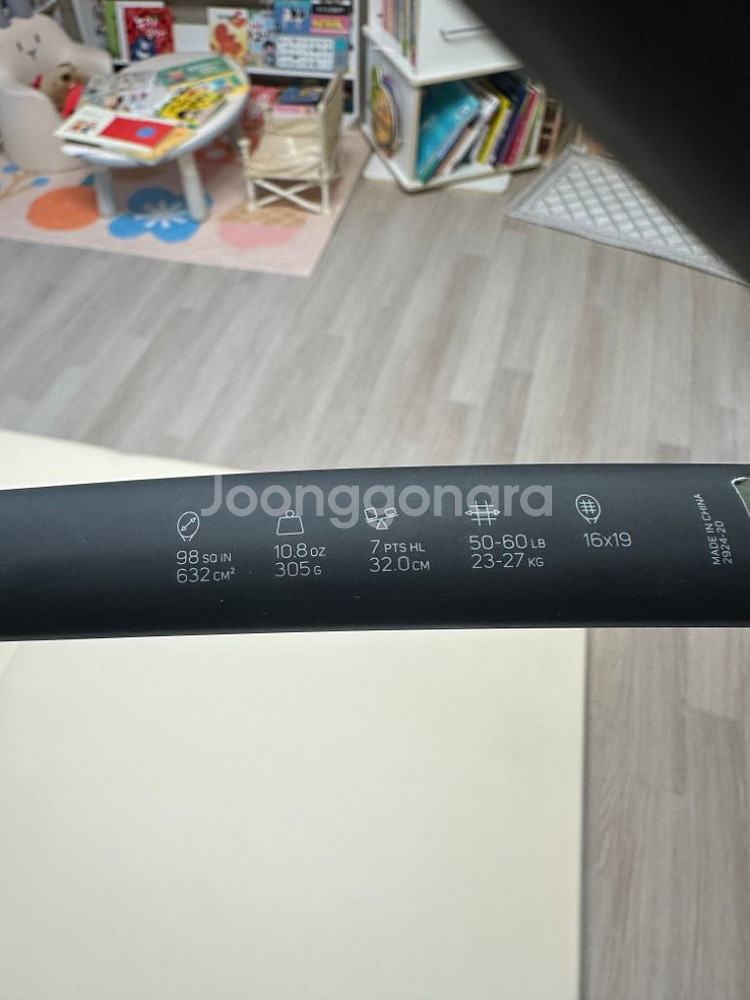 Joonggonara
98 SQ IN
632 CM²
10.8 OZ
305 G
7 PTS HL
32.0 CM
50-60 LB
23-27 KG
16x19
MADE IN CHINA
2924-20